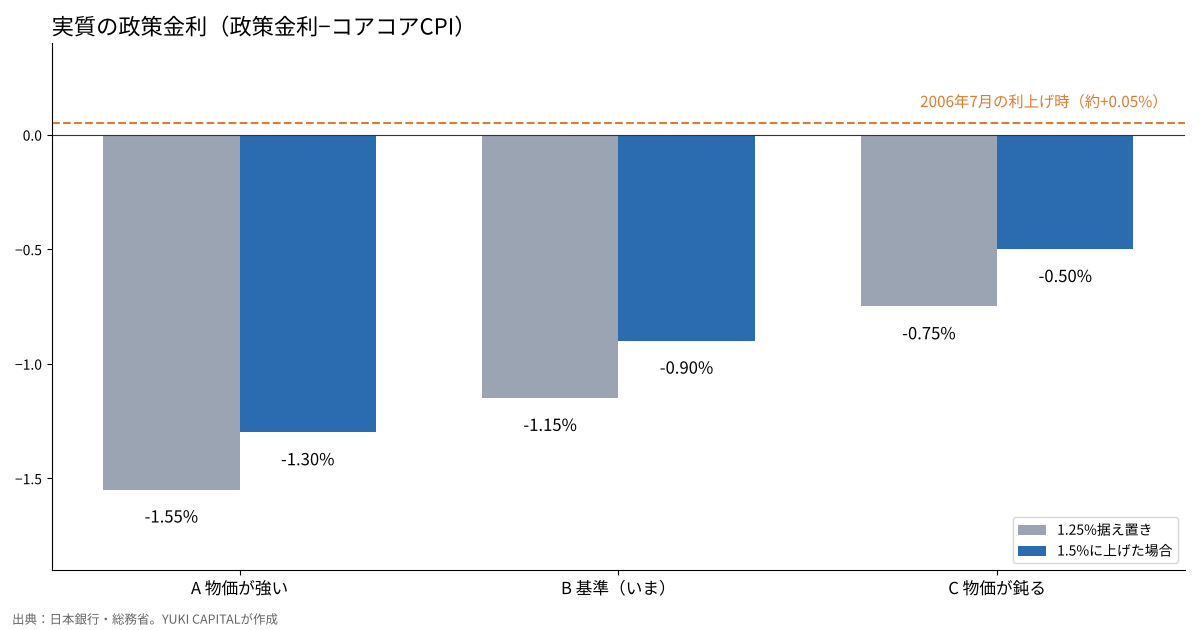 実質の政策金利（政策金利−コアコアCPI）
2006年7月の利上げ時（約+0.05%）
0.0
−0.5
−1.0
−1.5
-1.55%
-1.30%
-1.15%
-0.90%
-0.75%
-0.50%
1.25%据え置き
1.5%に上げた場合
A 物価が強い
B 基準（いま）
C 物価が鈍る
出典：日本銀行・総務省。YUKI CAPITALが作成